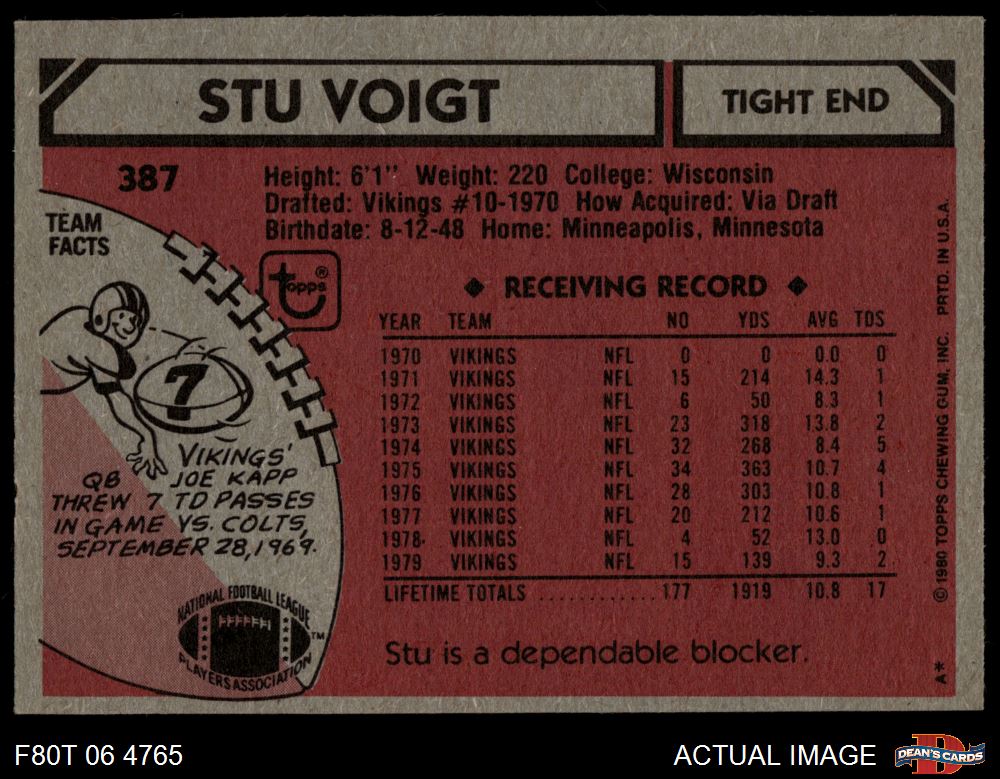 STU VOIGT
TIGHT END
387
Height: 6'1" Weight: 220 College: Wisconsin
Drafted: Vikings #10-1970 How Acquired: Via Draft
Birthdate: 8-12-48 Home: Minneapolis, Minnesota
TEAM
FACTS
topps®
7
VIKINGS'
QB JOE KAPP
THREW 7 TD PASSES
IN GAME VS. COLTS,
SEPTEMBER 28, 1969.
NATIONAL FOOTBALL LEAGUE
PLAYERS ASSOCIATION
TM
◆ RECEIVING RECORD ◆
YEAR TEAM NO YDS AVG TDS
1970 VIKINGS NFL 0 0 0.0 0
1971 VIKINGS NFL 15 214 14.3 1
1972 VIKINGS NFL 6 50 8.3 1
1973 VIKINGS NFL 23 318 13.8 2
1974 VIKINGS NFL 32 268 8.4 5
1975 VIKINGS NFL 34 363 10.7 4
1976 VIKINGS NFL 28 303 10.8 1
1977 VIKINGS NFL 20 212 10.6 1
1978 VIKINGS NFL 4 52 13.0 0
1979 VIKINGS NFL 15 139 9.3 2
LIFETIME TOTALS ............ 177 1919 10.8 17
Stu is a dependable blocker.
© 1980 TOPPS CHEWING GUM, INC. PRTD. IN U.S.A.
A*
F80T 06 4765
ACTUAL IMAGE
DEAN'S CARDS